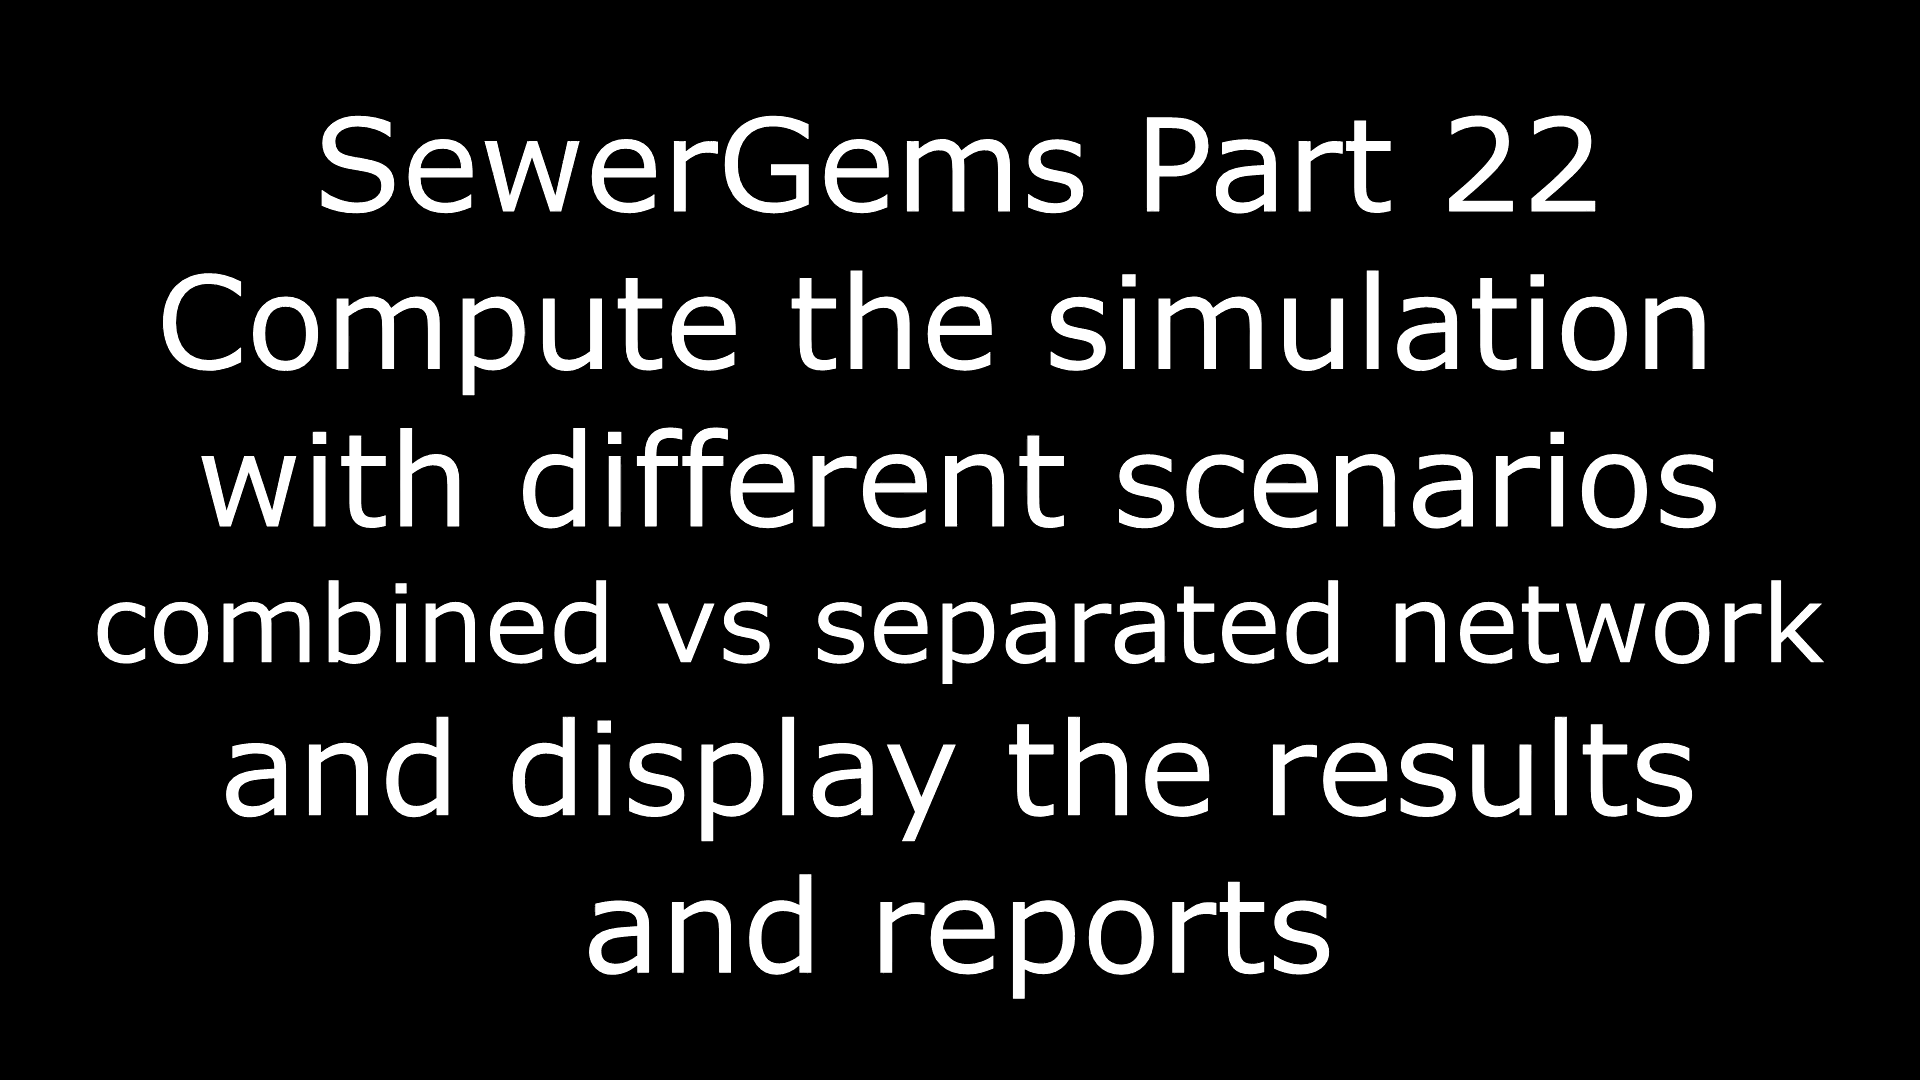 SewerGems Part 22
Compute the simulation
with different scenarios
combined vs separated network
and display the results
and reports